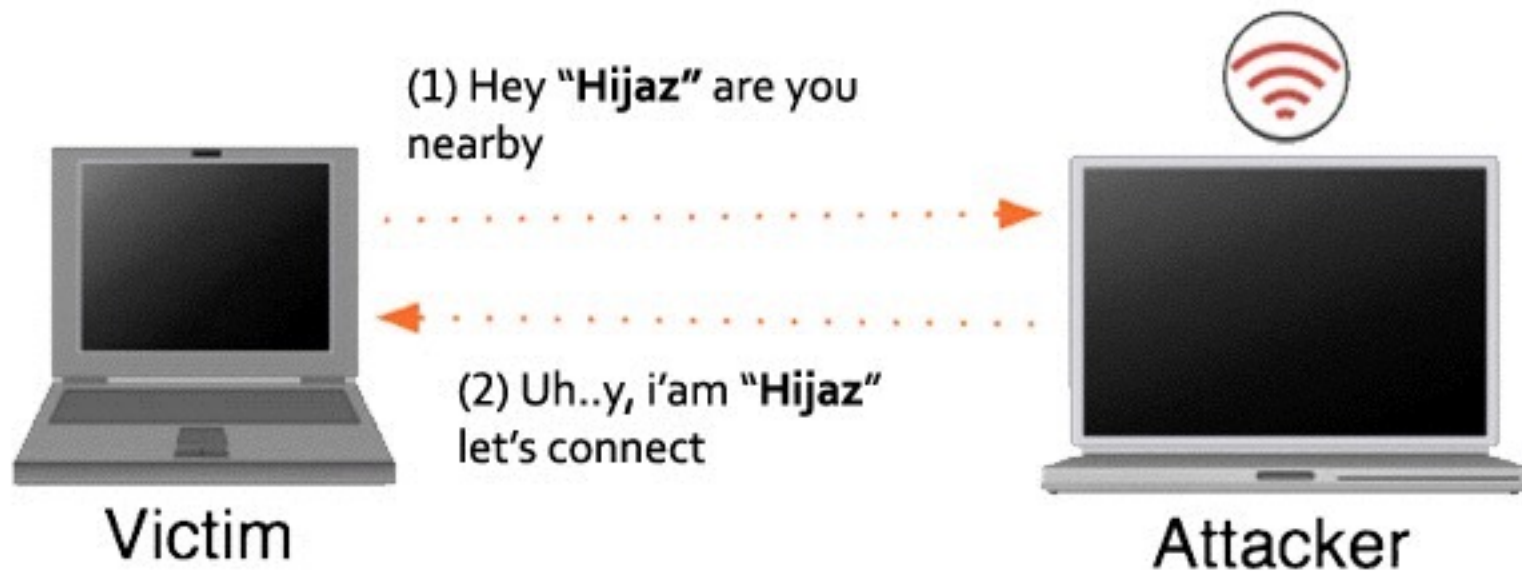 (1) Hey “Hijaz” are you
nearby
(2) Uh..y, i'am “Hijaz”
let's connect
Victim
Attacker